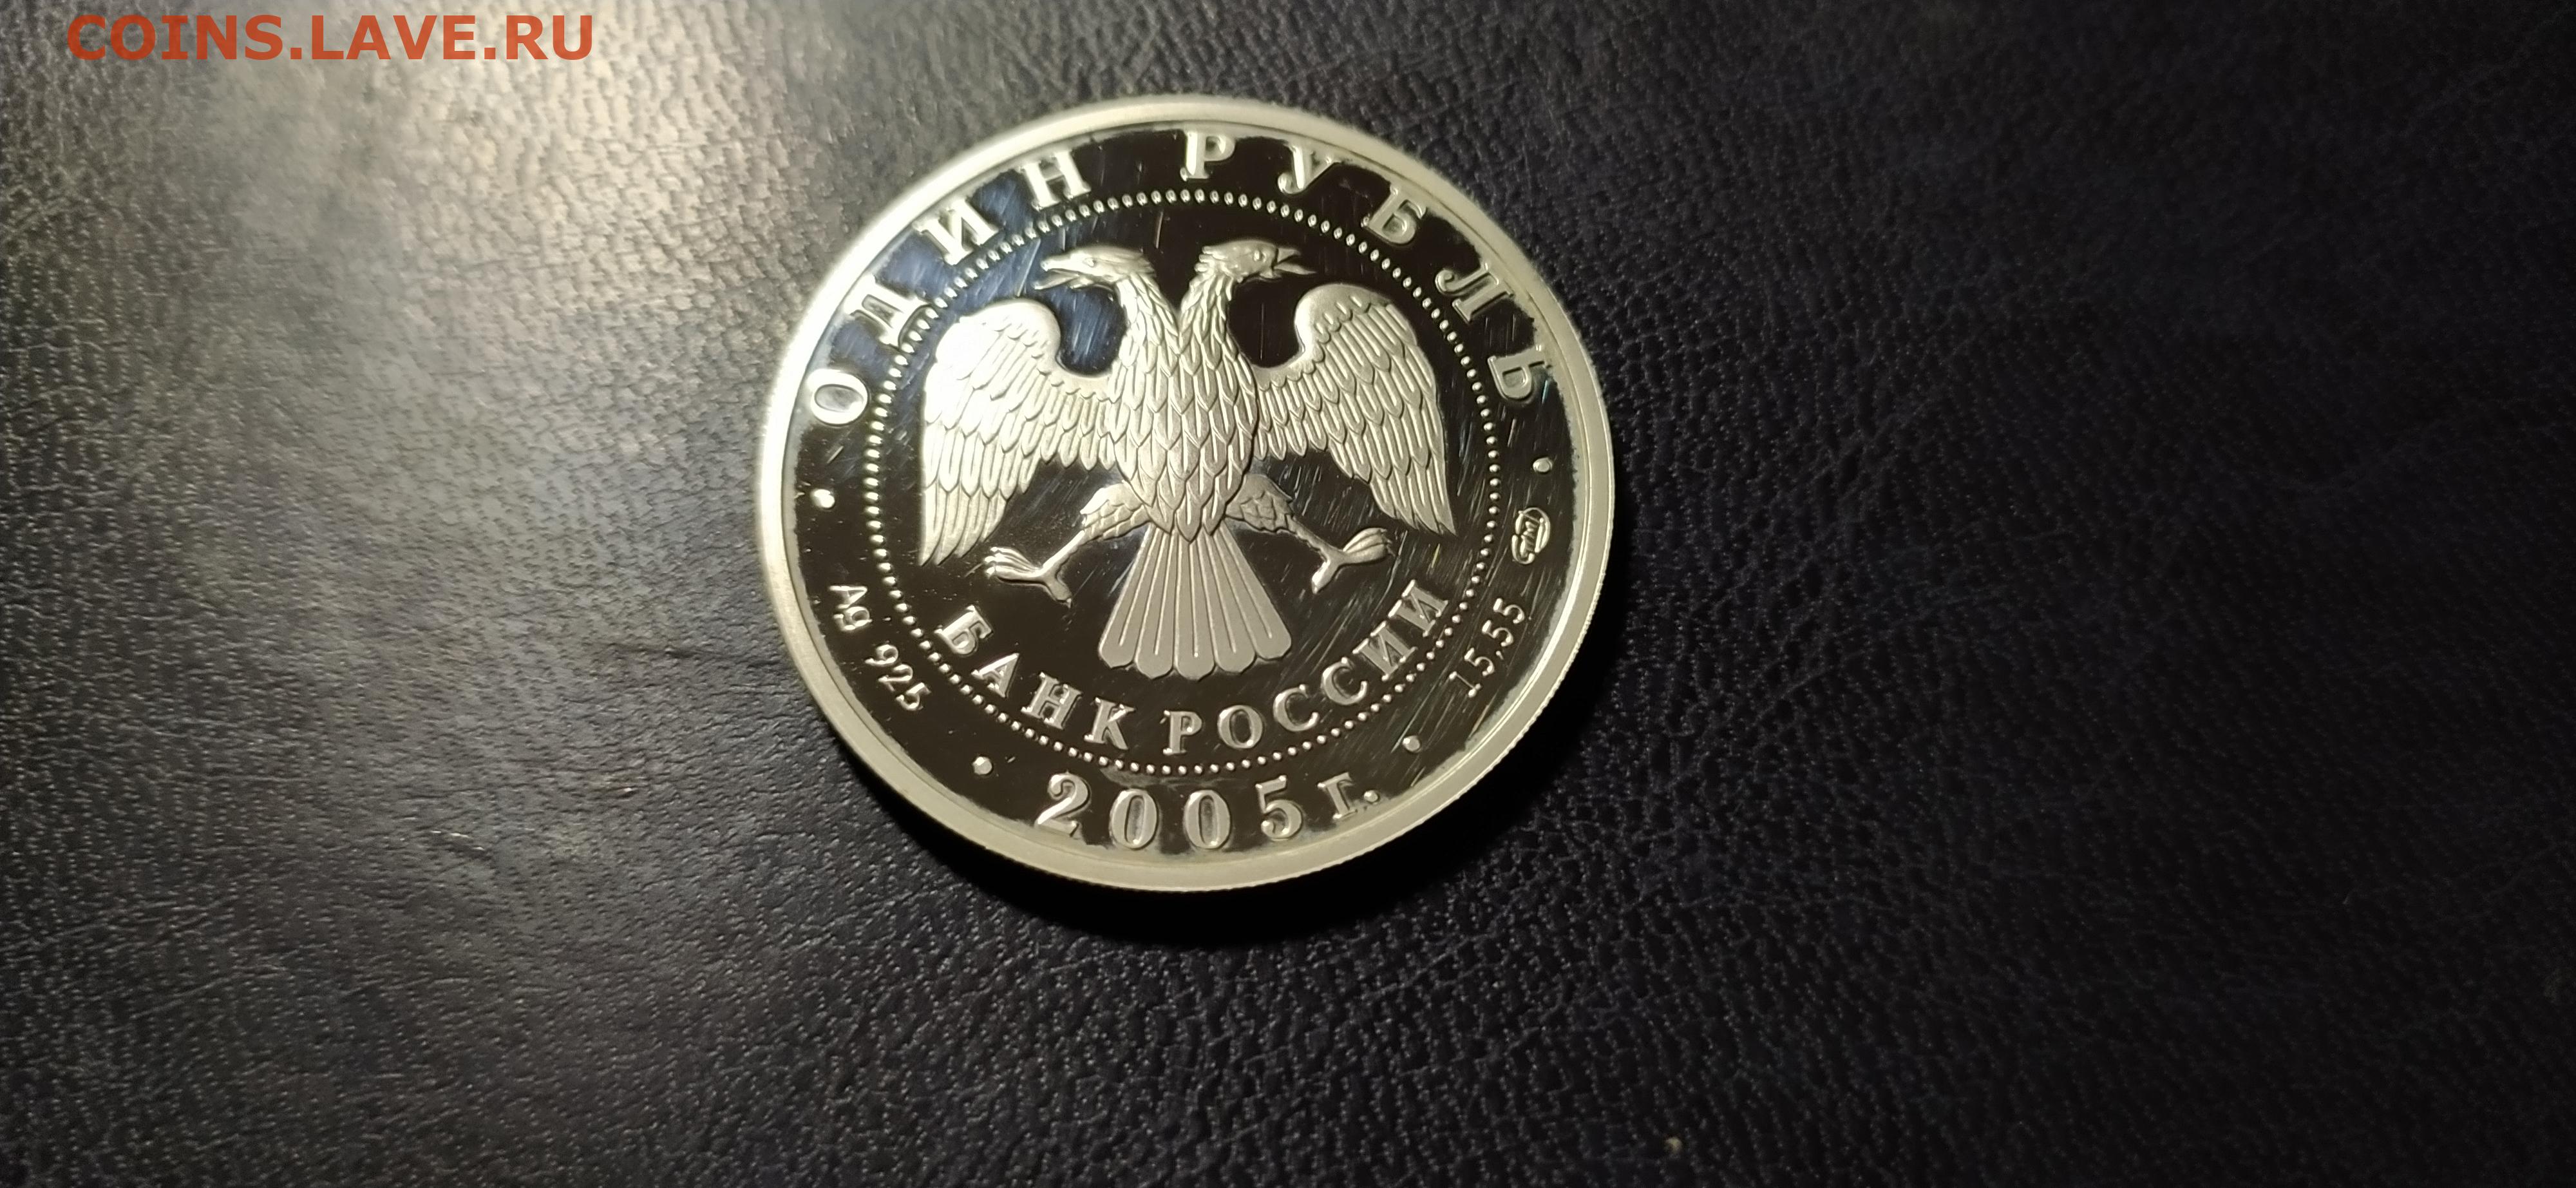 COINS.LAVE.RU
ОДИН РУБЛЬ
БАНК РОССИИ
Ag 925
• 2005 г. •
15,55